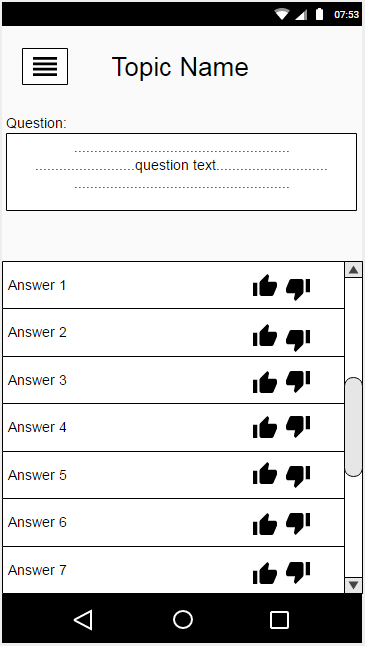 07:53
Topic Name
Question:
............................................................
............................question text...............................
............................................................
Answer 1
Answer 2
Answer 3
Answer 4
Answer 5
Answer 6
Answer 7